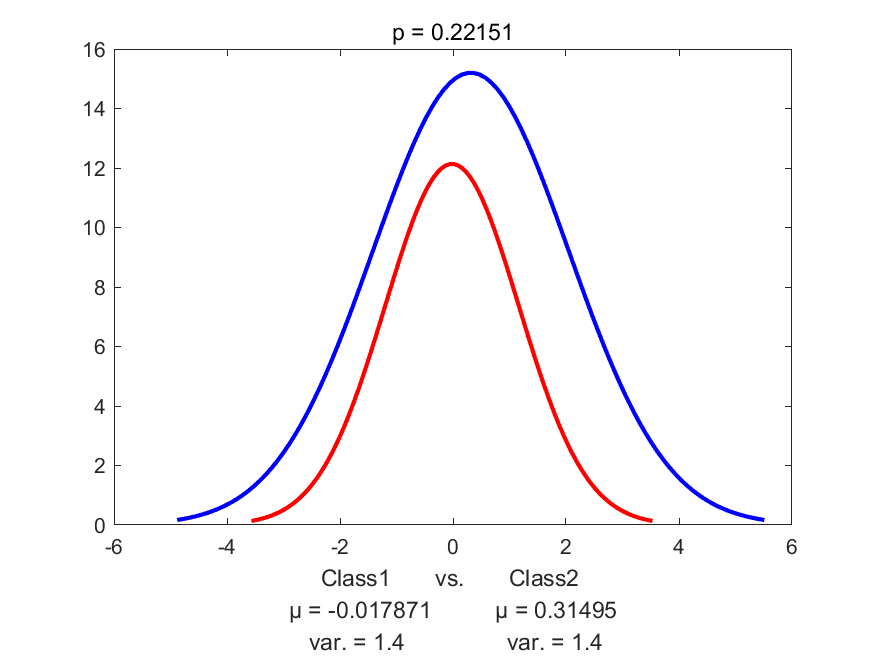 p = 0.22151
16
14
12
10
8
6
4
2
0
-6 -4 -2 0 2 4 6
Class1 vs. Class2
μ = -0.017871 μ = 0.31495
var. = 1.4 var. = 1.4